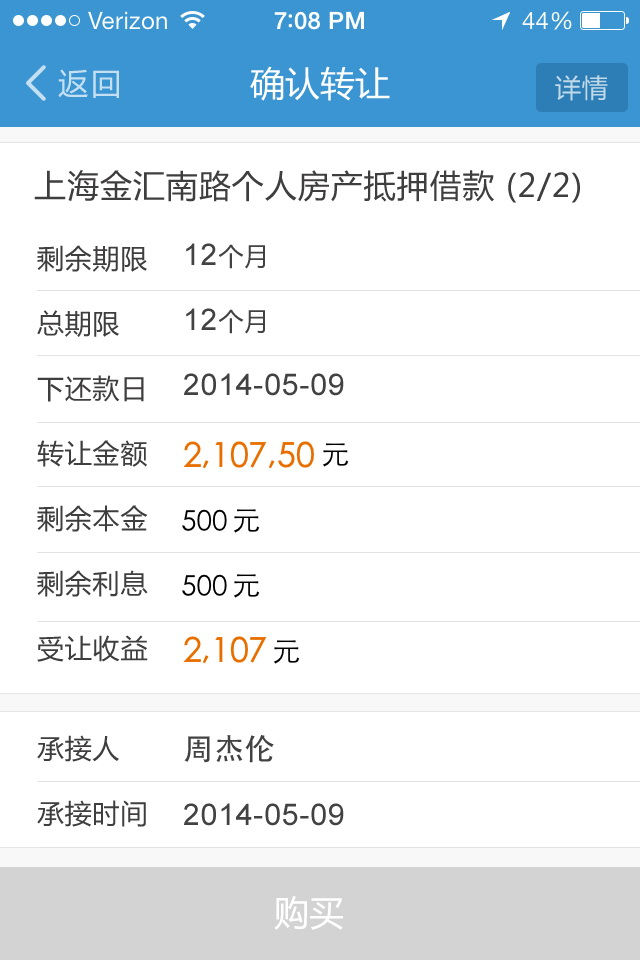 Verizon 7:08 PM 44%
返回 确认转让 详情
上海金汇南路个人房产抵押借款 (2/2)
剩余期限 12个月
总期限 12个月
下还款日 2014-05-09
转让金额 2,107,50 元
剩余本金 500 元
剩余利息 500 元
受让收益 2,107 元
承接人 周杰伦
承接时间 2014-05-09
购买